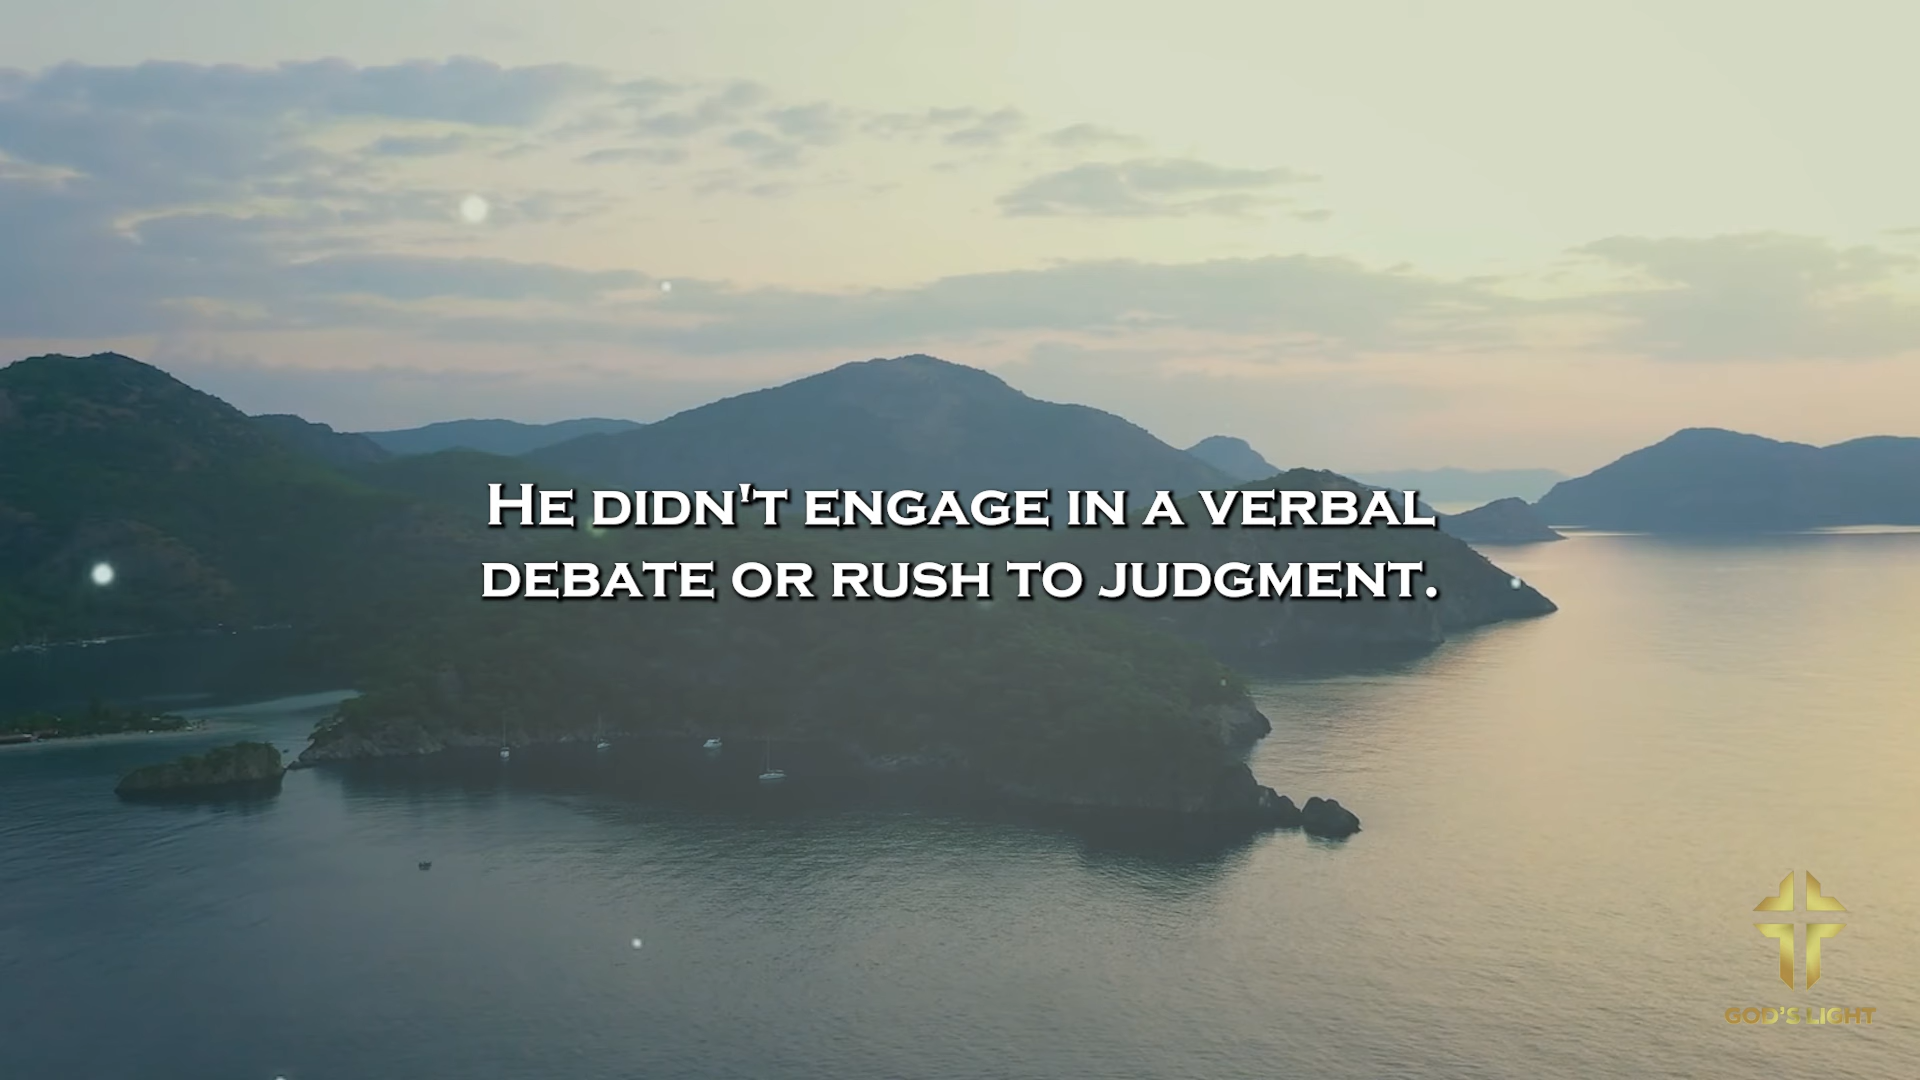 He didn't engage in a verbal
debate or rush to judgment.
GOD'S LIGHT